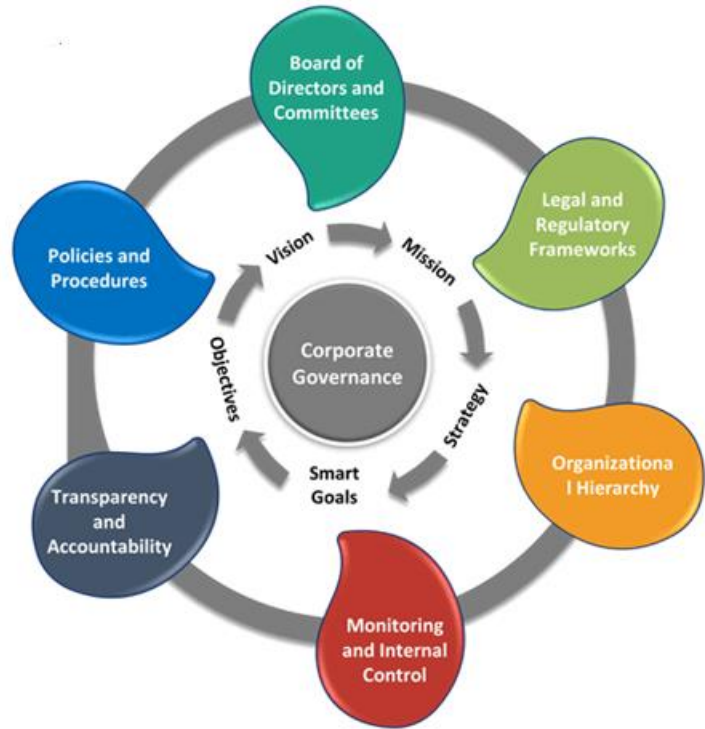 Board of
Directors and
Committees
Legal and
Regulatory
Frameworks
Organizationa
l Hierarchy
Monitoring
and Internal
Control
Transparency
and
Accountability
Policies and
Procedures
Vision
Mission
Strategy
Smart
Goals
Objectives
Corporate
Governance